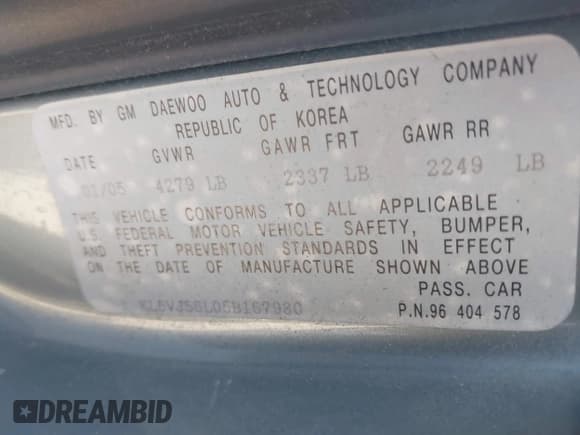 MFD. BY GM DAEWOO AUTO & TECHNOLOGY COMPANY
REPUBLIC OF KOREA
DATE GVWR GAWR FRT GAWR RR
01/05 4279 LB 2337 LB 2249 LB
THIS VEHICLE CONFORMS TO ALL APPLICABLE
U.S. FEDERAL MOTOR VEHICLE SAFETY, BUMPER,
AND THEFT PREVENTION STANDARDS IN EFFECT
ON THE DATE OF MANUFACTURE SHOWN ABOVE
PASS. CAR
KL5VJ56L05B167980
P.N.96 404 578
DREAMBID